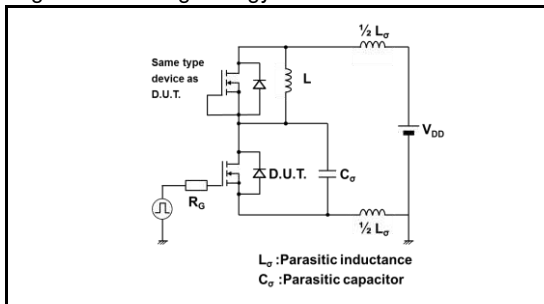 ½ Lσ
Same type
device as
D.U.T.
L
VDD
D.U.T.
Cσ
RG
½ Lσ
Lσ :Parasitic inductance
Cσ :Parasitic capacitor